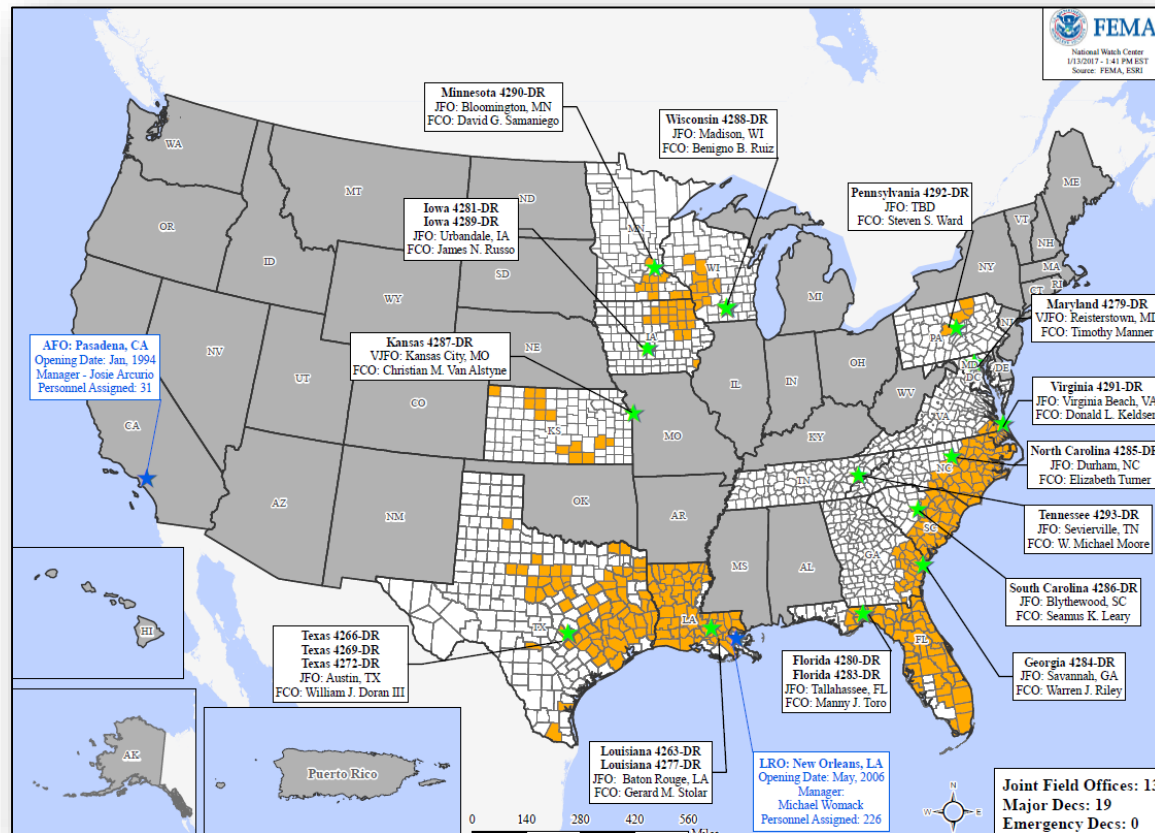 FEMA
National Watch Center
1/13/2017 - 1:41 PM EST
Source: FEMA, ESRI
Minnesota 4290-DR
JFO: Bloomington, MN
FCO: David G. Samaniego
Wisconsin 4288-DR
JFO: Madison, WI
FCO: Benigno B. Ruiz
Pennsylvania 4292-DR
JFO: TBD
FCO: Steven S. Ward
Iowa 4281-DR
Iowa 4289-DR
JFO: Urbandale, IA
FCO: James N. Russo
Maryland 4279-DR
VJFO: Reisterstown, MD
FCO: Timothy Manner
AFO: Pasadena, CA
Opening Date: Jan, 1994
Manager - Josie Arcurio
Personnel Assigned: 31
Kansas 4287-DR
VJFO: Kansas City, MO
FCO: Christian M. Van Alstyne
Virginia 4291-DR
JFO: Virginia Beach, VA
FCO: Donald L. Keldsen
North Carolina 4285-DR
JFO: Durham, NC
FCO: Elizabeth Turner
Tennessee 4293-DR
JFO: Sevierville, TN
FCO: W. Michael Moore
South Carolina 4286-DR
JFO: Blythewood, SC
FCO: Seamus K. Leary
Georgia 4284-DR
JFO: Savannah, GA
FCO: Warren J. Riley
Texas 4266-DR
Texas 4269-DR
Texas 4272-DR
JFO: Austin, TX
FCO: William J. Doran III
Florida 4280-DR
Florida 4283-DR
JFO: Tallahassee, FL
FCO: Manny J. Toro
Louisiana 4263-DR
Louisiana 4277-DR
JFO: Baton Rouge, LA
FCO: Gerard M. Stolar
LRO: New Orleans, LA
Opening Date: May, 2006
Manager:
Michael Womack
Personnel Assigned: 226
Joint Field Offices: 13
Major Decs: 19
Emergency Decs: 0
WA
OR
CA
NV
ID
MT
WY
UT
AZ
CO
NM
ND
SD
NE
KS
OK
TX
MN
IA
MO
AR
LA
WI
IL
MI
IN
OH
KY
TN
MS
AL
GA
FL
SC
NC
VA
WV
MD
DC
DE
PA
NJ
NY
CT
RI
MA
VT
NH
ME
HI
AK
Puerto Rico
N
W
E
0 140 280 420 560
Miles